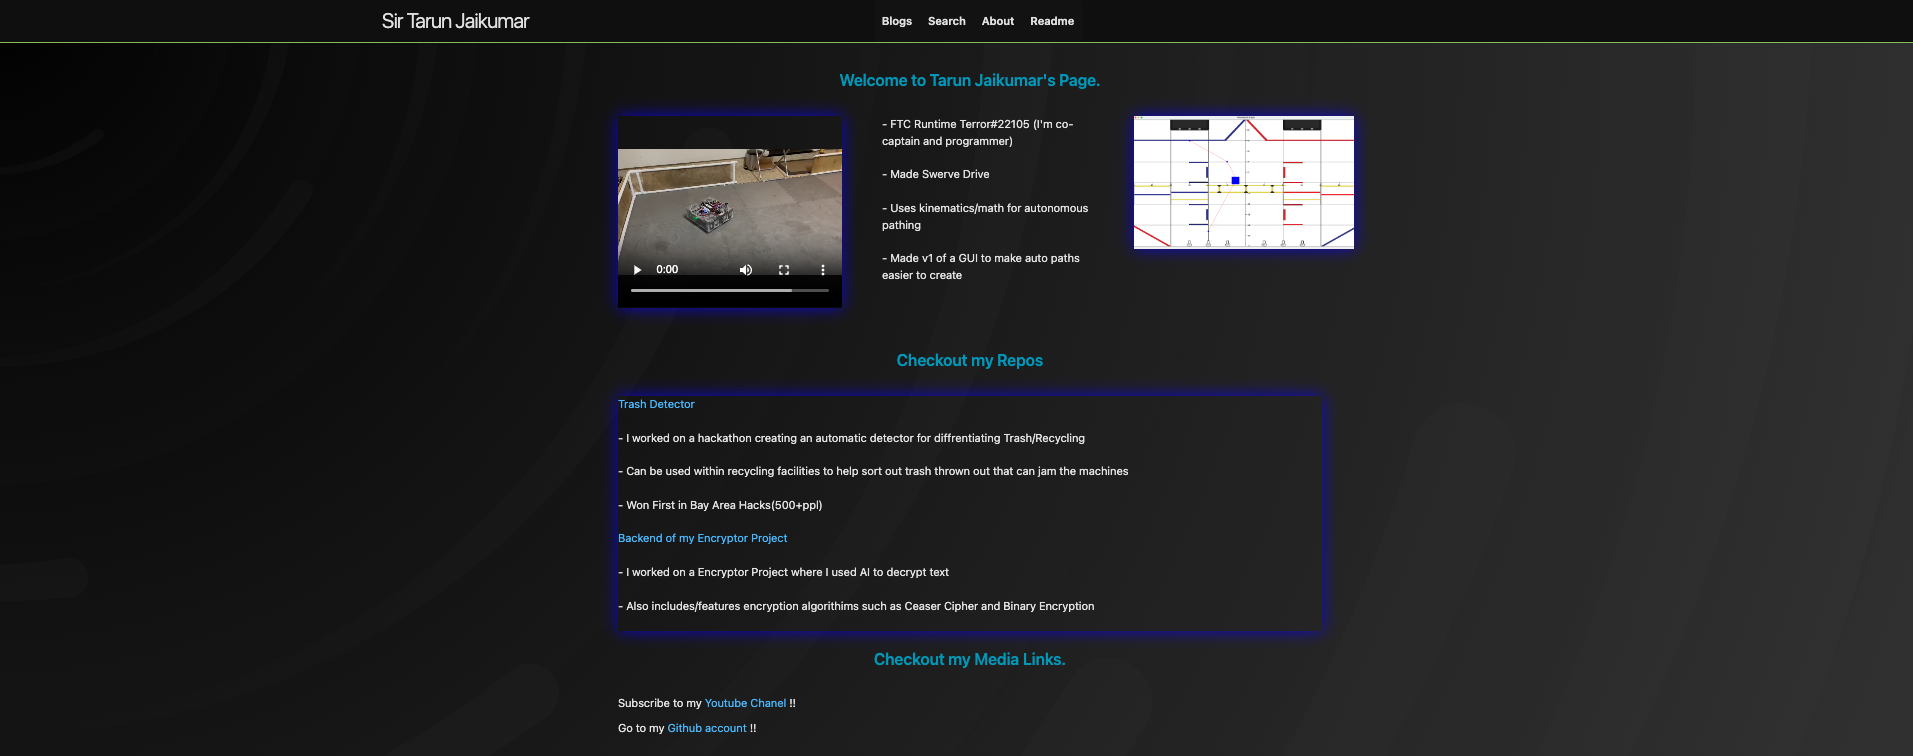 Sir Tarun Jaikumar
Blogs Search About Readme
Welcome to Tarun Jaikumar's Page.
0:00
- FTC Runtime Terror#22105 (I'm co-
captain and programmer)
- Made Swerve Drive
- Uses kinematics/math for autonomous
pathing
- Made v1 of a GUI to make auto paths
easier to create
Checkout my Repos
Trash Detector
- I worked on a hackathon creating an automatic detector for diffrentiating Trash/Recycling
- Can be used within recycling facilities to help sort out trash thrown out that can jam the machines
- Won First in Bay Area Hacks(500+ppl)
Backend of my Encryptor Project
- I worked on a Encryptor Project where I used AI to decrypt text
- Also includes/features encryption algorithims such as Ceaser Cipher and Binary Encryption
Checkout my Media Links.
Subscribe to my Youtube Chanel !!
Go to my Github account !!